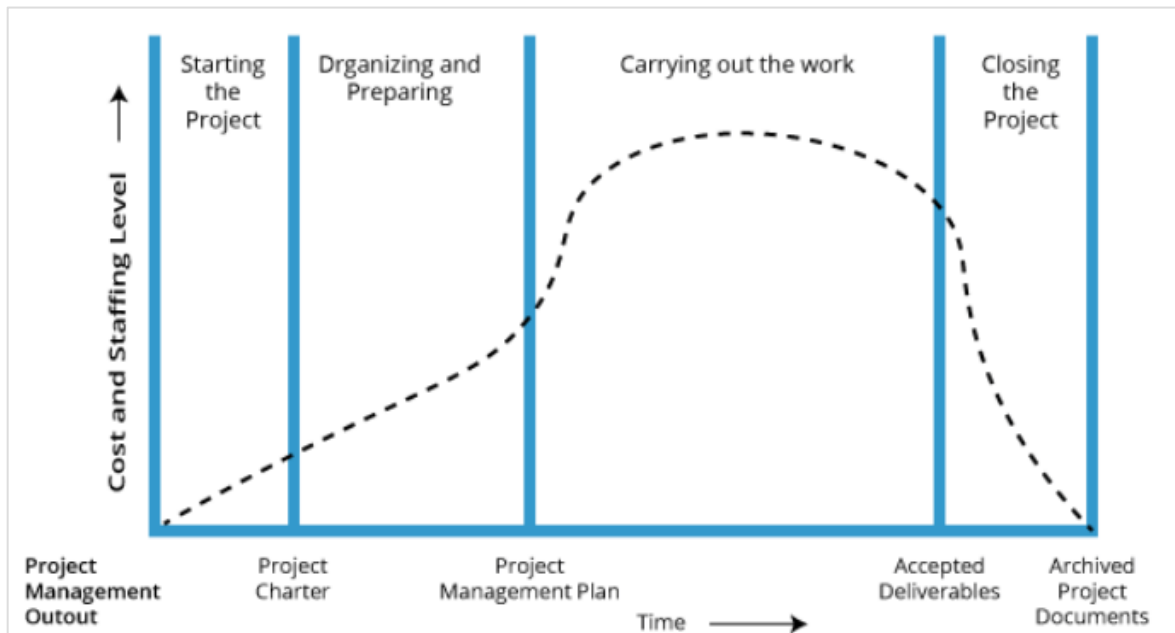 Starting
the
Project
Drganizing and
Preparing
Carrying out the work
Closing
the
Project
Cost and Staffing Level
Project
Management
Outout
Project
Charter
Project
Management Plan
Accepted
Deliverables
Archived
Project
Documents
Time